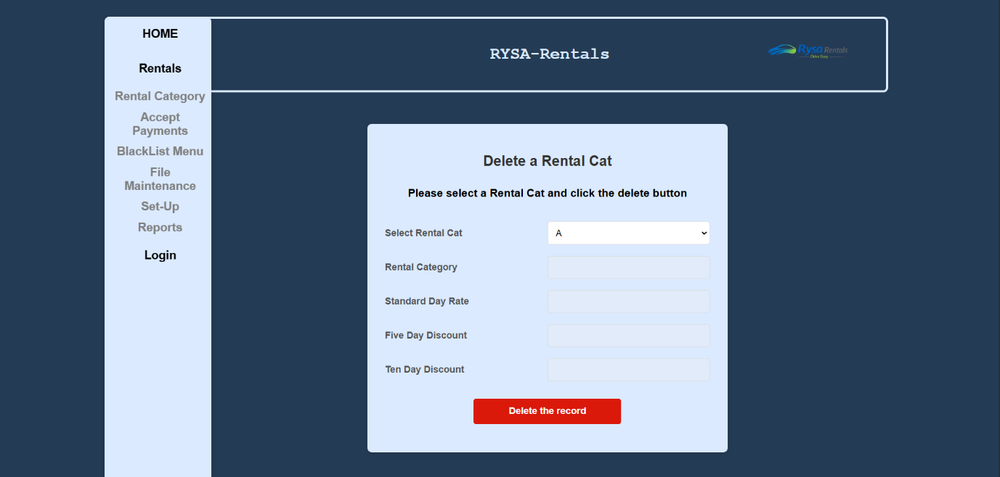 HOME
Rentals
Rental Category
Accept
Payments
BlackList Menu
File
Maintenance
Set-Up
Reports
Login
RYSA-Rentals
Rysa Rentals
Drive Easy
Delete a Rental Cat
Please select a Rental Cat and click the delete button
Select Rental Cat
A
Rental Category
Standard Day Rate
Five Day Discount
Ten Day Discount
Delete the record